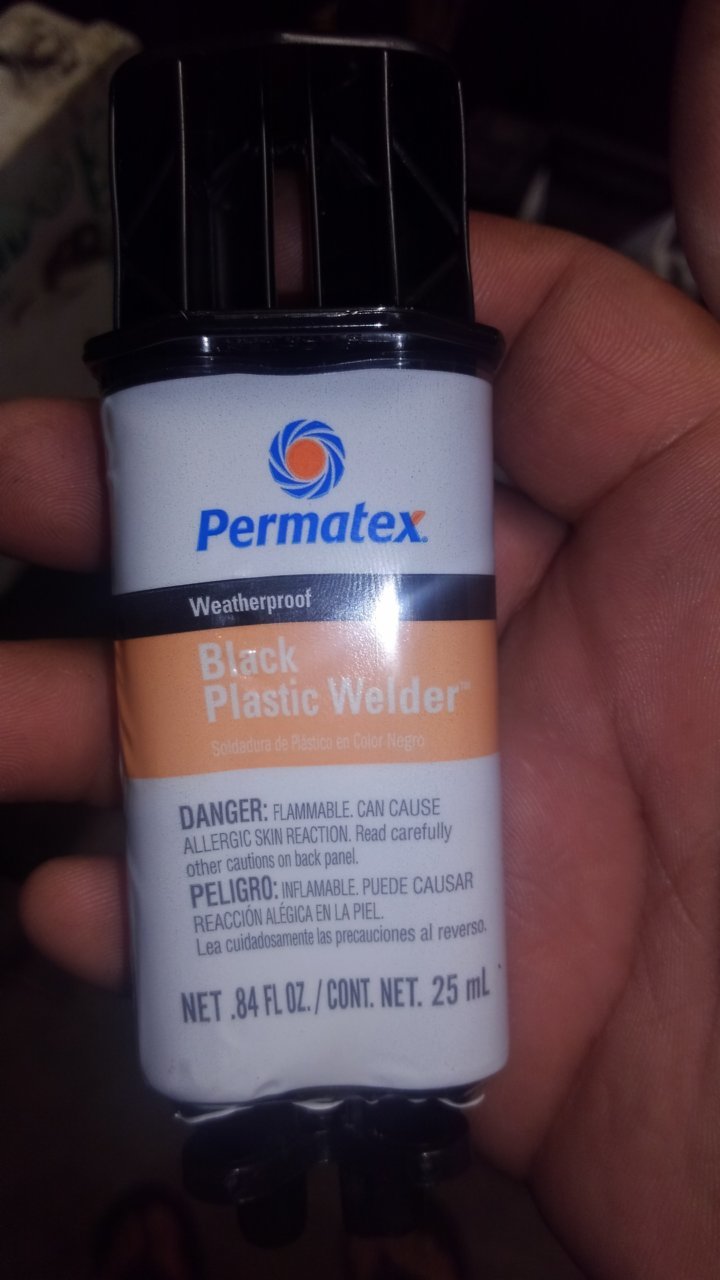 Permatex.
Weatherproof
Black
Plastic Welder™
Soldadura de Plástico en Color Negro
DANGER: FLAMMABLE. CAN CAUSE
ALLERGIC SKIN REACTION. Read carefully
other cautions on back panel.
PELIGRO: INFLAMABLE. PUEDE CAUSAR
REACCIÓN ALÉGICA EN LA PIEL.
Lea cuidadosamente las precauciones al reverso.
NET .84 FL OZ. / CONT. NET. 25 mL